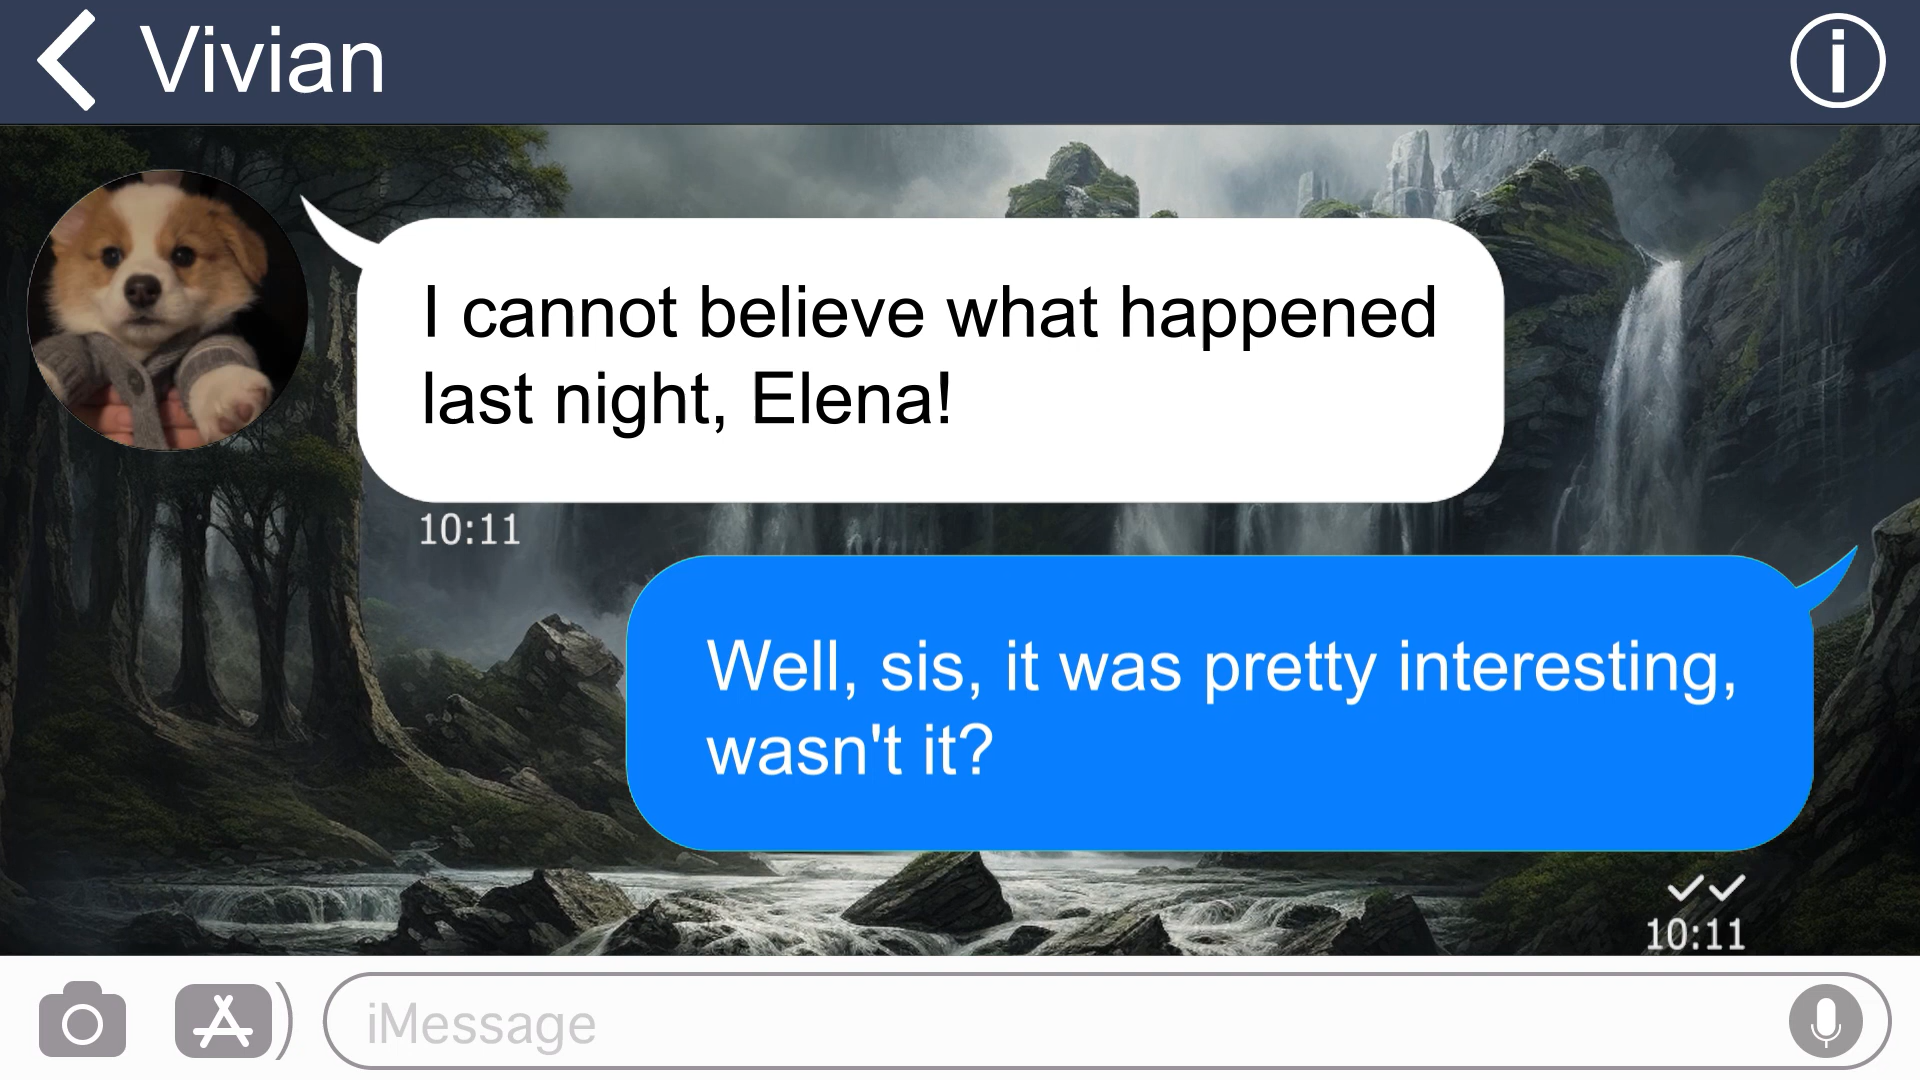 Vivian
I cannot believe what happened
last night, Elena!
10:11
Well, sis, it was pretty interesting,
wasn't it?
10:11
iMessage